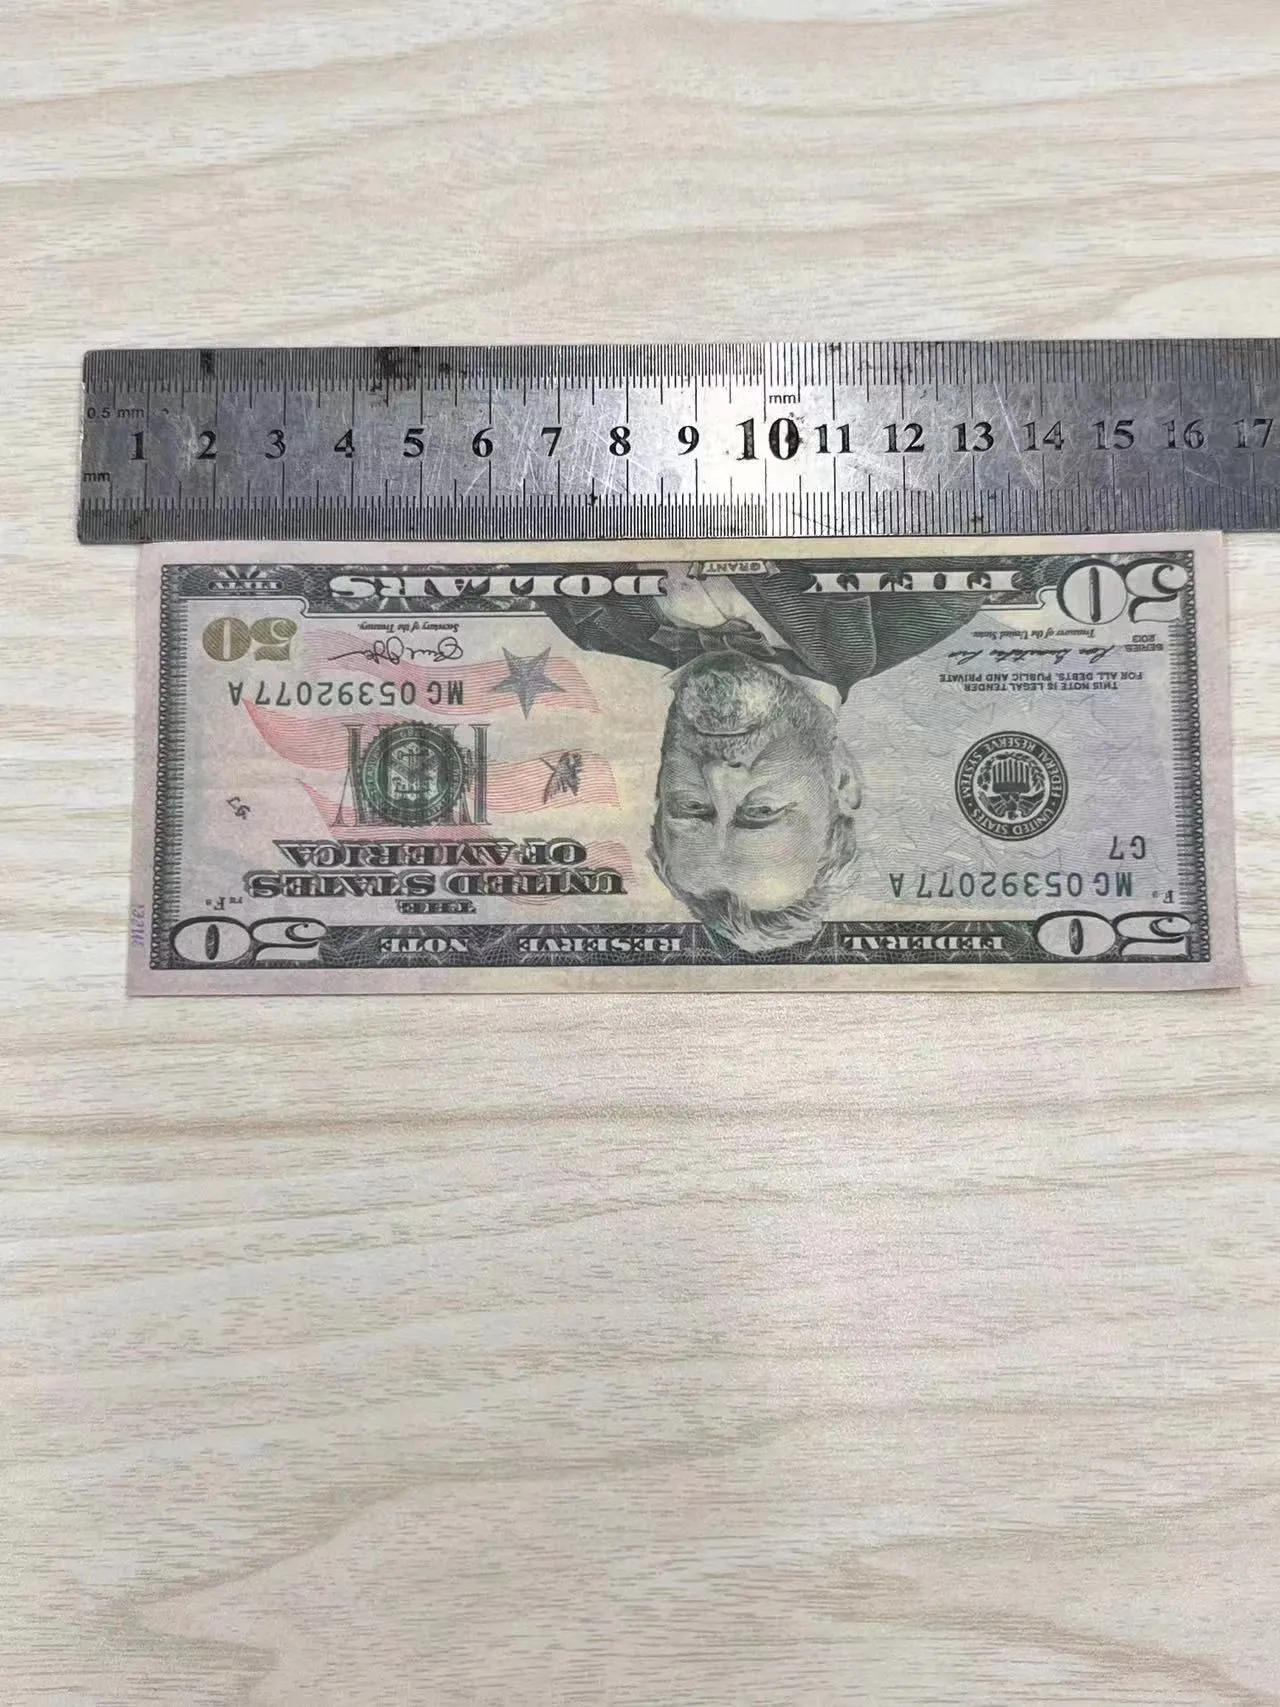 0.5 mm
mm
1 2 3 4 5 6 7 8 9 10 11 12 13 14 15 16 17
mm
FEDERAL RESERVE NOTE
50
50
THE
UNITED STATES
OF AMERICA
MG 05392077 A
G7
UNITED STATES FEDERAL RESERVE SYSTEM
THIS NOTE IS LEGAL TENDER
FOR ALL DEBTS, PUBLIC AND PRIVATE
SERIES
2013
Treasurer of the United States
MG 05392077 A
Secretary of the Treasury
50
50
FIFTY
GRANT
DOLLARS
FIFTY